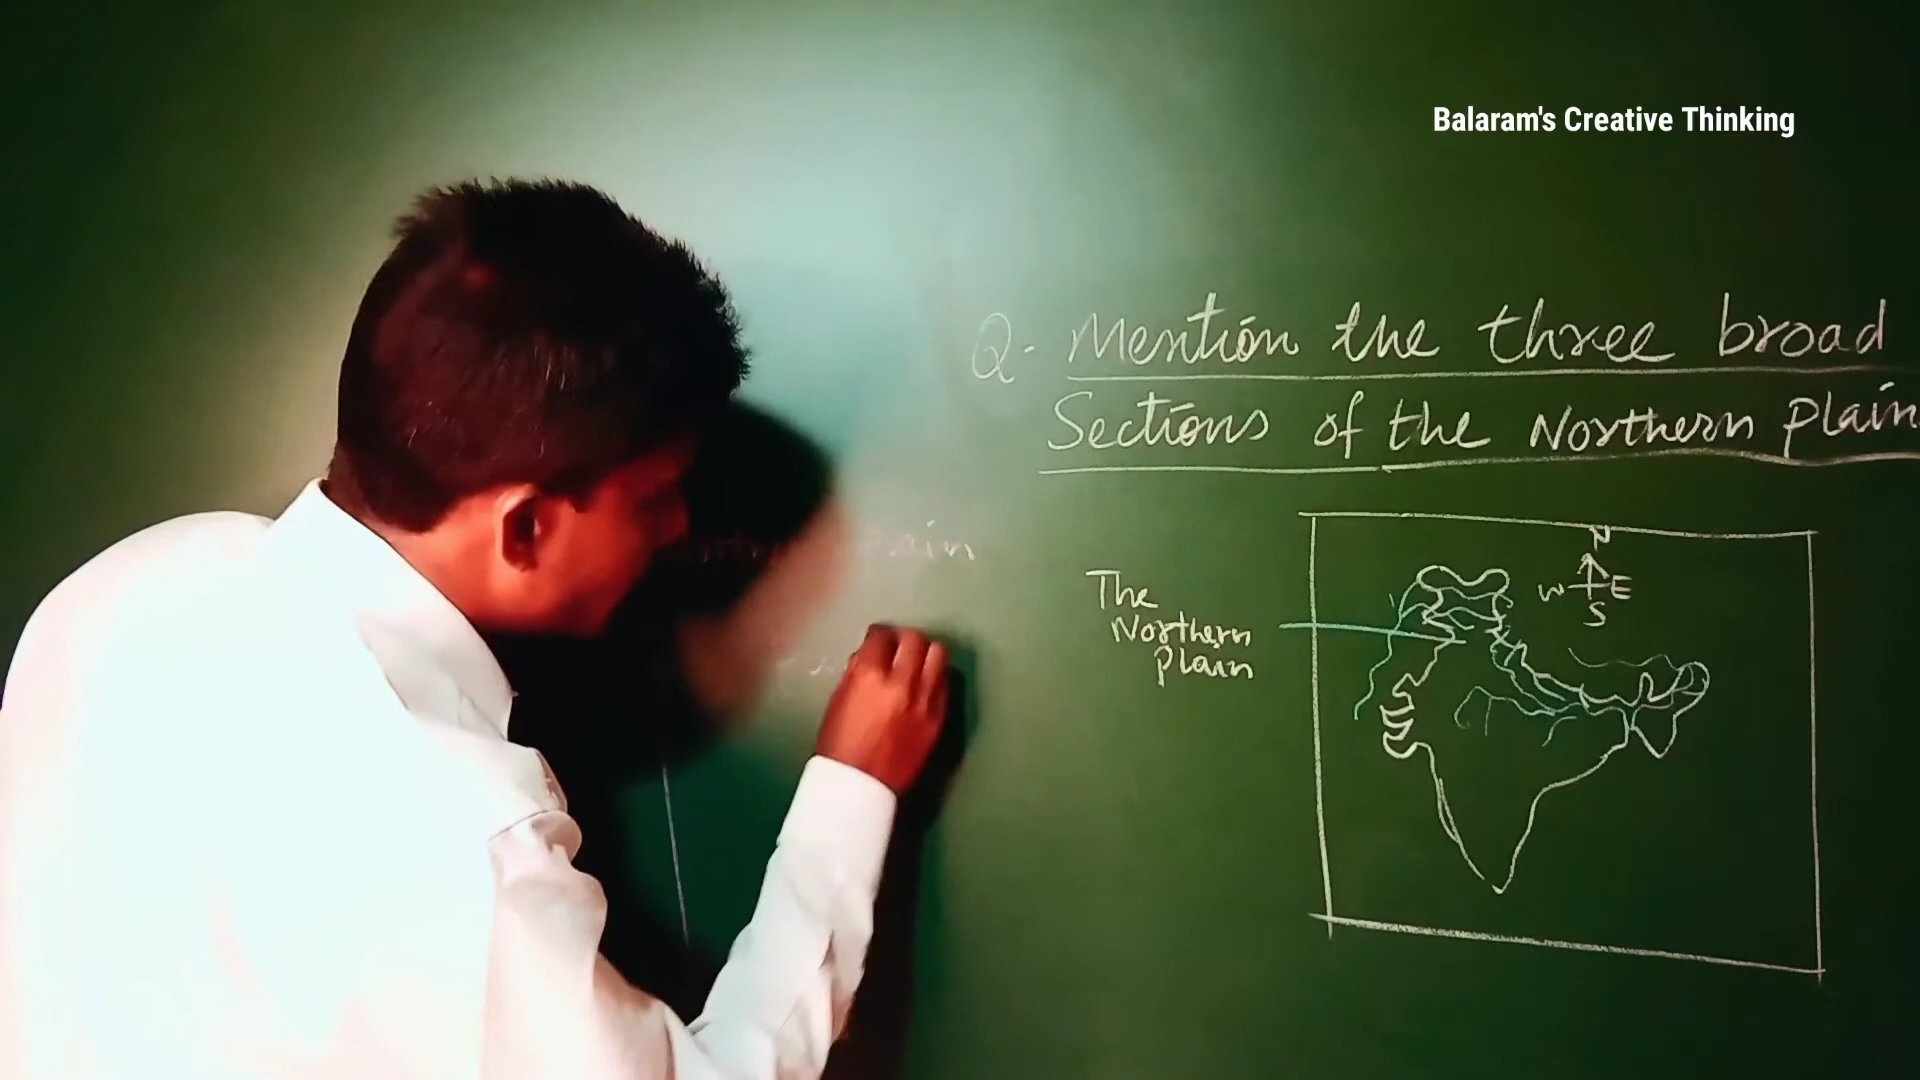 Balaram's Creative Thinking
Q- Mention the three broad
Sections of the Northern Plain
N
W E
S
The
Northern
Plain